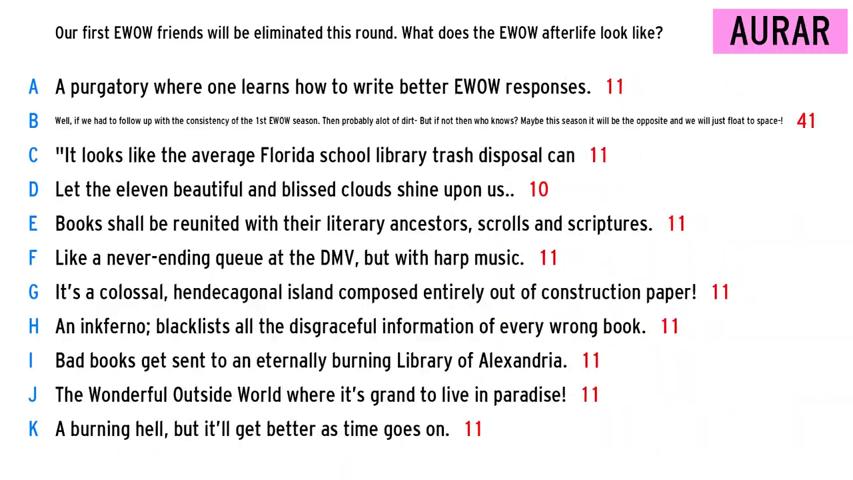 Our first EWOW friends will be eliminated this round. What does the EWOW afterlife look like?
AURAR
A A purgatory where one learns how to write better EWOW responses. 11
B Well, if we had to follow up with the consistency of the 1st EWOW season. Then probably alot of dirt- But if not then who knows? Maybe this season it will be the opposite and we will just float to space-! 41
C "It looks like the average Florida school library trash disposal can 11
D Let the eleven beautiful and blissed clouds shine upon us.. 10
E Books shall be reunited with their literary ancestors, scrolls and scriptures. 11
F Like a never-ending queue at the DMV, but with harp music. 11
G It's a colossal, hendecagonal island composed entirely out of construction paper! 11
H An inkferno; blacklists all the disgraceful information of every wrong book. 11
I Bad books get sent to an eternally burning Library of Alexandria. 11
J The Wonderful Outside World where it's grand to live in paradise! 11
K A burning hell, but it'll get better as time goes on. 11